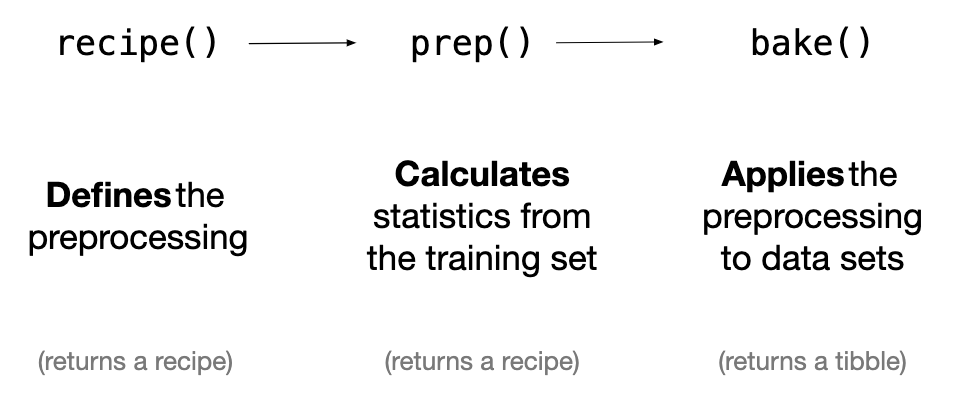 recipe()
prep()
bake()
Defines the
preprocessing
Calculates
statistics from
the training set
Applies the
preprocessing
to data sets
(returns a recipe)
(returns a recipe)
(returns a tibble)